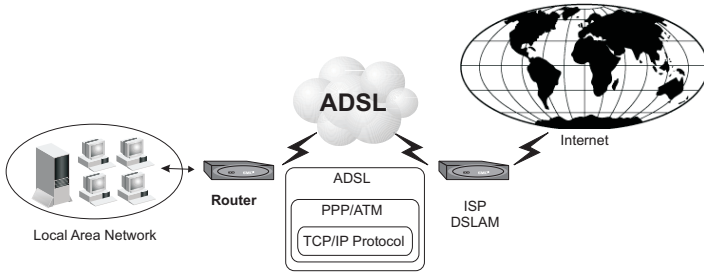 ADSL
Internet
ADSL
Router
ISP
DSLAM
PPP/ATM
TCP/IP Protocol
Local Area Network